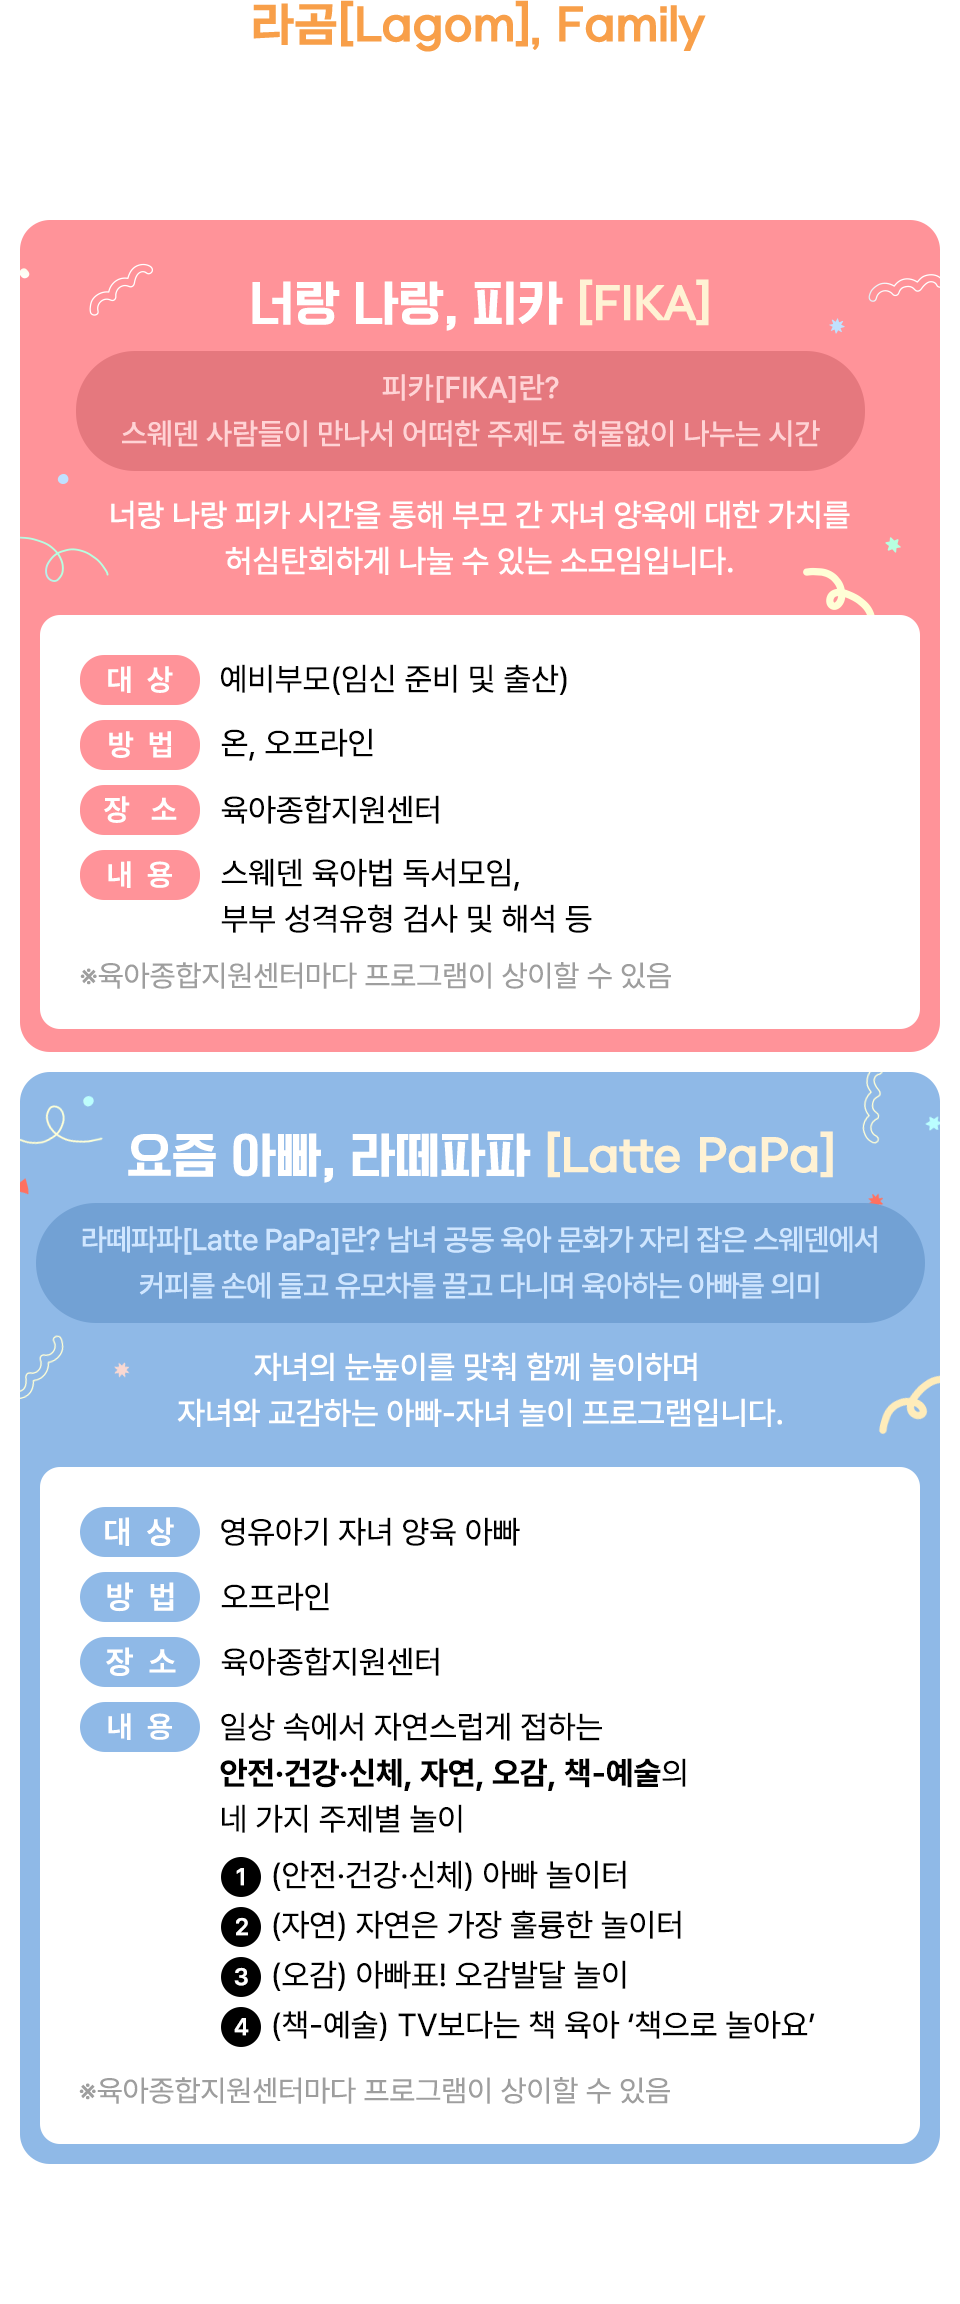 라곰[Lagom], Family
너랑 나랑, 피카 [FIKA]
피카[FIKA]란?
스웨덴 사람들이 만나서 어떠한 주제도 허물없이 나누는 시간
너랑 나랑 피카 시간을 통해 부모 간 자녀 양육에 대한 가치를
허심탄회하게 나눌 수 있는 소모임입니다.
대 상 예비부모(임신 준비 및 출산)
방 법 온, 오프라인
장 소 육아종합지원센터
내 용 스웨덴 육아법 독서모임,
부부 성격유형 검사 및 해석 등
※육아종합지원센터마다 프로그램이 상이할 수 있음
요즘 아빠, 라떼파파 [Latte PaPa]
라떼파파[Latte PaPa]란? 남녀 공동 육아 문화가 자리 잡은 스웨덴에서
커피를 손에 들고 유모차를 끌고 다니며 육아하는 아빠를 의미
자녀의 눈높이를 맞춰 함께 놀이하며
자녀와 교감하는 아빠-자녀 놀이 프로그램입니다.
대 상 영유아기 자녀 양육 아빠
방 법 오프라인
장 소 육아종합지원센터
내 용 일상 속에서 자연스럽게 접하는
안전·건강·신체, 자연, 오감, 책-예술의
네 가지 주제별 놀이
1 (안전·건강·신체) 아빠 놀이터
2 (자연) 자연은 가장 훌륭한 놀이터
3 (오감) 아빠표! 오감발달 놀이
4 (책-예술) TV보다는 책 육아 ‘책으로 놀아요’
※육아종합지원센터마다 프로그램이 상이할 수 있음